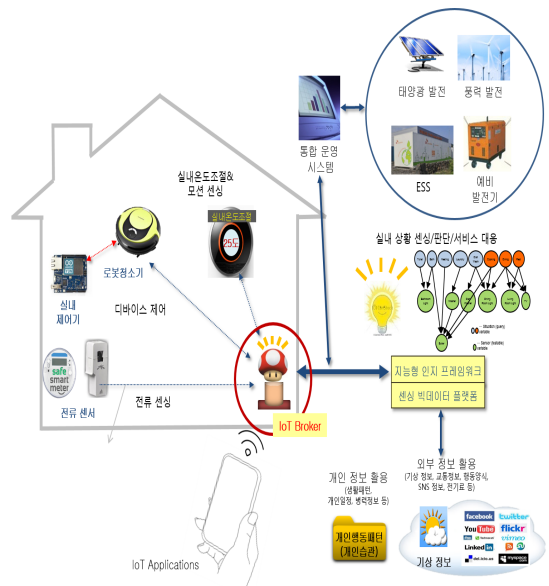 태양광 발전
풍력 발전
ESS
예비
발전기
통합 운영
시스템
실내온도조절&
모션 센싱
실내온도조절
25도
로봇청소기
실내
제어기
디바이스 제어
실내 상황 센싱/판단/서비스 대응
safe
smart
meter
전류 센서
전류 센싱
IoT Broker
지능형 인지 프레임워크
센싱 빅데이터 플랫폼
IoT Applications
개인 정보 활용
(생활패턴,
개인일정, 병력정보 등)
개인행동패턴
(개인습관)
외부 정보 활용
(기상 정보, 교통정보, 행동양식,
SNS 정보, 전기료 등)
기상 정보
facebook
twitter
YouTube
flickr
vimeo
LinkedIn
del.icio.us
myspace